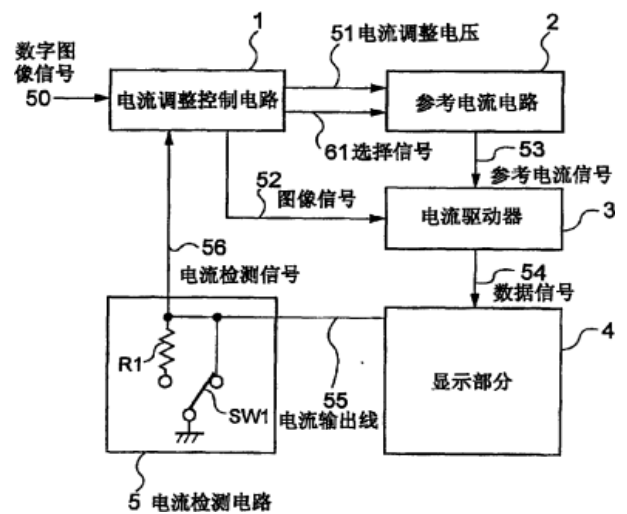 1
51电流调整电压
2
数字图
像信号
50
电流调整控制电路
参考电流电路
61选择信号
53
参考电流信号
52
图像信号
电流驱动器
3
56
电流检测信号
54
数据信号
4
R1
SW1
显示部分
55
电流输出线
5 电流检测电路